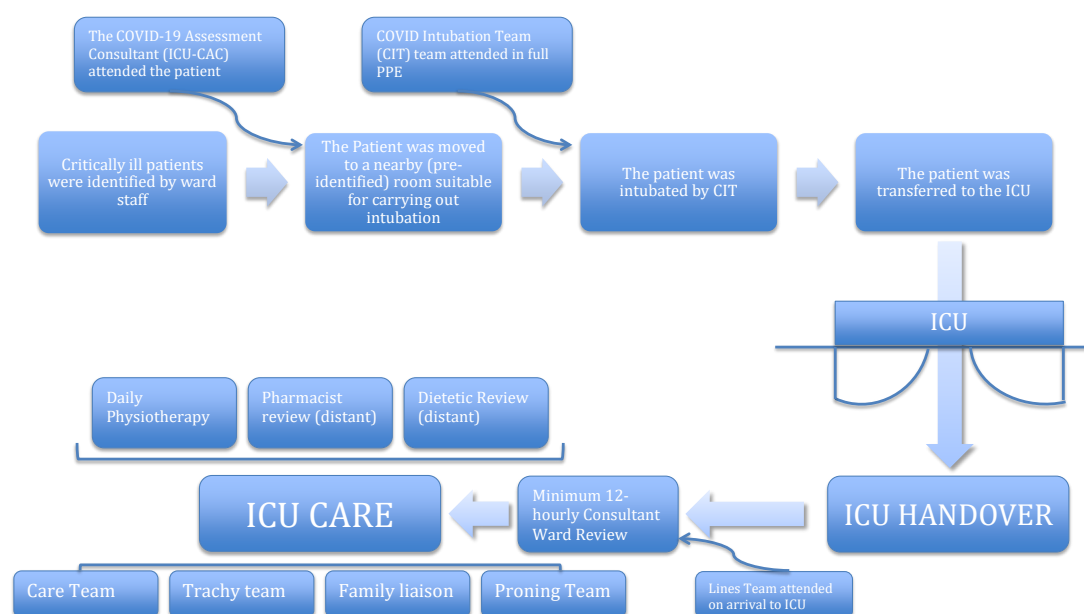 The COVID-19 Assessment
Consultant (ICU-CAC)
attended the patient
COVID Intubation Team
(CIT) team attended in full
PPE
Critically ill patients
were identified by ward
staff
The Patient was moved
to a nearby (pre-
identified) room suitable
for carrying out
intubation
The patient was
intubated by CIT
The patient was
transferred to the ICU
ICU
Daily
Physiotherapy
Pharmacist
review (distant)
Dietetic Review
(distant)
ICU CARE
Minimum 12-
hourly Consultant
Ward Review
ICU HANDOVER
Care Team
Trachy team
Family liaison
Proning Team
Lines Team attended
on arrival to ICU